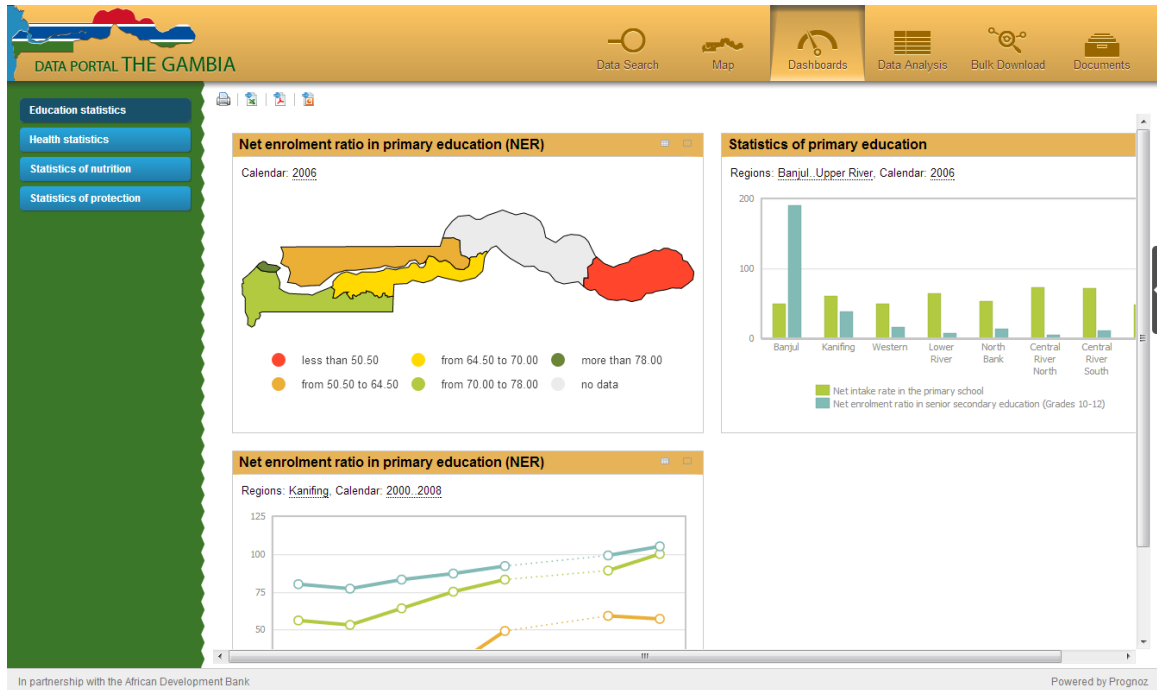 DATA PORTAL THE GAMBIA
Data Search
Map
Dashboards
Data Analysis
Bulk Download
Documents
Education statistics
Health statistics
Statistics of nutrition
Statistics of protection
Net enrolment ratio in primary education (NER)
Calendar: 2006
less than 50.50
from 64.50 to 70.00
more than 78.00
from 50.50 to 64.50
from 70.00 to 78.00
no data
Statistics of primary education
Regions: Banjul..Upper River, Calendar: 2006
200
100
0
Banjul
Kanifing
Western
Lower
River
North
Bank
Central
River
North
Central
River
South
Net intake rate in the primary school
Net enrolment ratio in senior secondary education (Grades 10-12)
Net enrolment ratio in primary education (NER)
Regions: Kanifing, Calendar: 2000..2008
125
100
75
50
In partnership with the African Development Bank
Powered by Prognoz